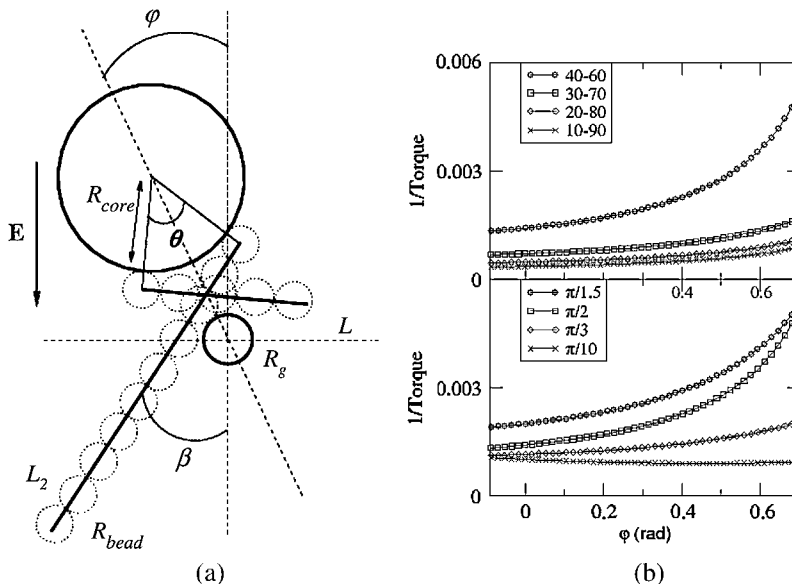 φ
E
R_core
θ
L
R_g
β
L_2
R_bead
(a)
0.006
40-60
30-70
20-80
10-90
1/Torque
0.003
0
0.4
0.6
π/1.5
π/2
π/3
π/10
1/Torque
0.003
0
0
0.2
0.4
0.6
φ (rad)
(b)